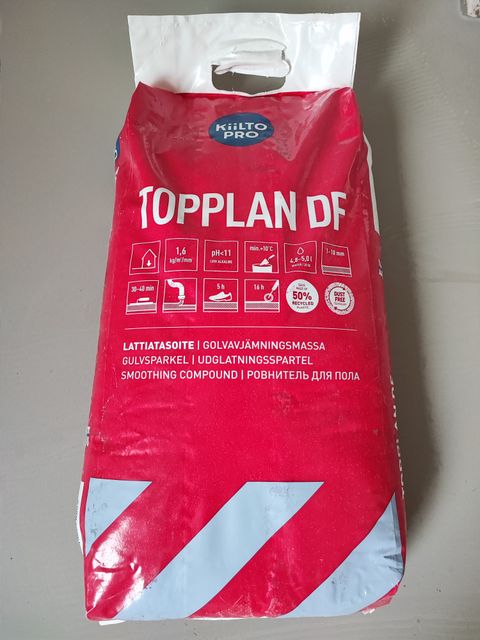 KiiLTO
PRO
TOPPLAN DF
1,6
kg/m²/mm
pH<11
LOW ALKALINE
min.+10°C
4,8-5,0 l
1-10 mm
30-40 min
5 h
16 h
50%
RECYCLED
PLASTIC
DUST FREE
LATTIATASOITE | GOLVAVJÄMNINGSMASSA
GULVSPARKEL | UDGLATNINGSSPARTEL
SMOOTHING COMPOUND | РОВНИТЕЛЬ ДЛЯ ПОЛА